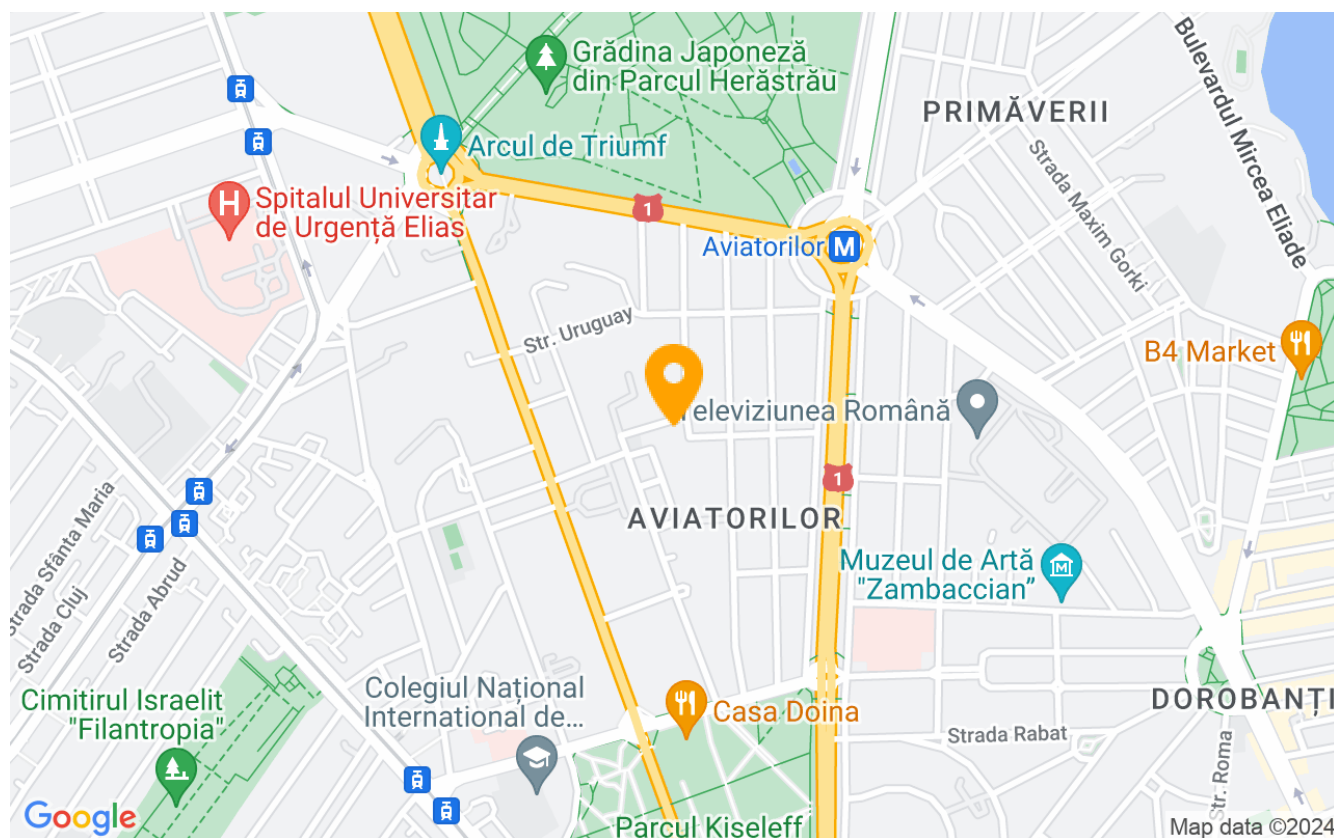 Grădina Japoneză
din Parcul Herăstrău
Bulevardul Mircea Eliade
PRIMĂVERII
Arcul de Triumf
Strada Maxim Gorki
H
Spitalul Universitar
de Urgență Elias
1
Aviatorilor
M
Str. Uruguay
B4 Market
Televiziunea Română
1
AVIATORILOR
Strada Sfânta Maria
Strada Cluj
Strada Abrud
Muzeul de Artă
"Zambaccian”
M
Cimitirul Israelit
"Filantropia"
Colegiul Național
Internațional de...
Casa Doina
DOROBANȚI
Strada Rabat
Str. Roma
Google
Parcul Kiseleff
Map data ©2024